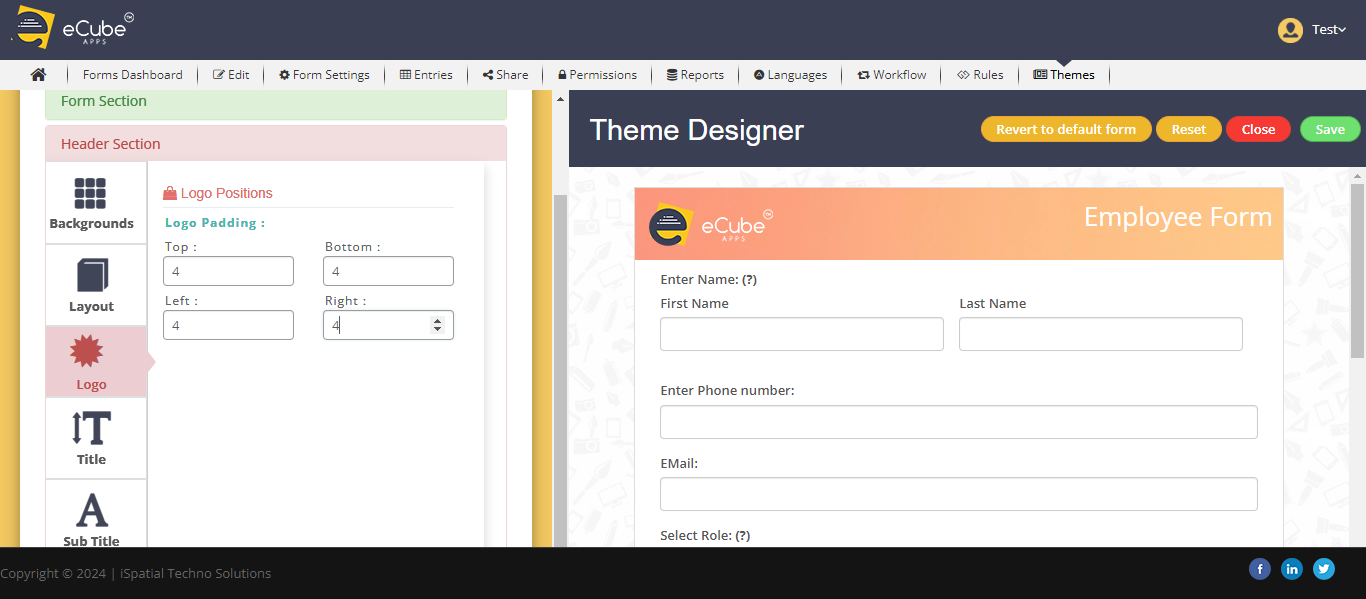 eCube TM
APPS
Test
Forms Dashboard Edit Form Settings Entries Share Permissions Reports Languages Workflow Rules Themes
Form Section
Header Section
Backgrounds
Layout
Logo
Title
Sub Title
Logo Positions
Logo Padding :
Top : Bottom :
4 4
Left : Right :
4 4
Theme Designer
Revert to default form Reset Close Save
eCube TM
APPS
Employee Form
Enter Name: (?)
First Name Last Name
Enter Phone number:
EMail:
Select Role: (?)
Copyright © 2024 | iSpatial Techno Solutions